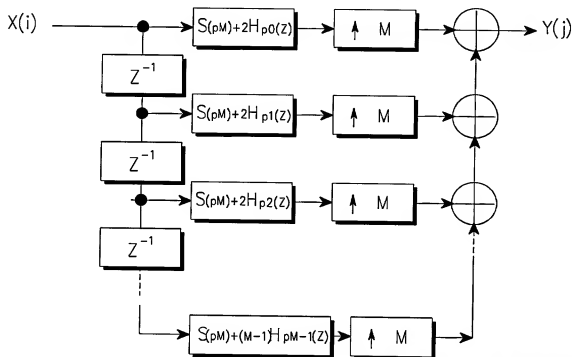 X(i) S(pM)+2Hp0(Z) ↑ M Y(j)
Z⁻¹
S(pM)+2Hp1(Z) ↑ M
Z⁻¹
S(pM)+2Hp2(Z) ↑ M
Z⁻¹
S(pM)+(M-1)HpM-1(Z) ↑ M